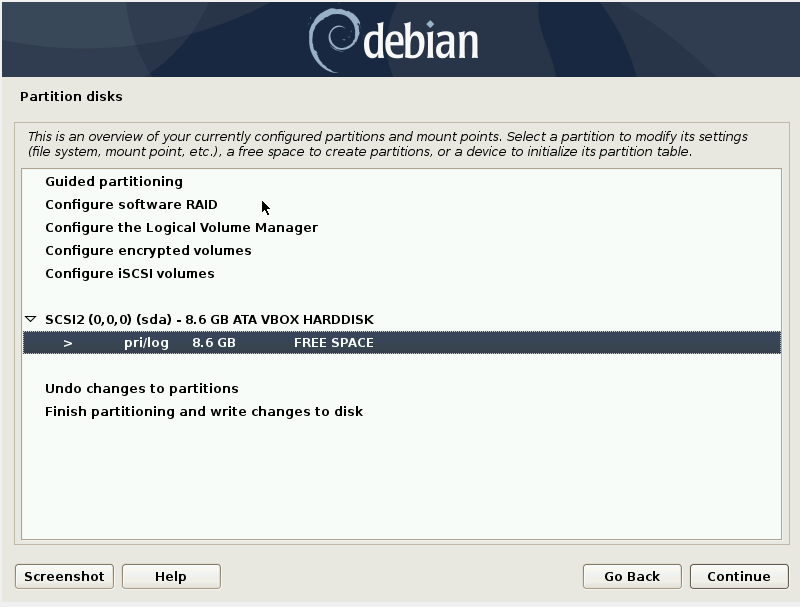 debian
Partition disks
This is an overview of your currently configured partitions and mount points. Select a partition to modify its settings
(file system, mount point, etc.), a free space to create partitions, or a device to initialize its partition table.
Guided partitioning
Configure software RAID
Configure the Logical Volume Manager
Configure encrypted volumes
Configure iSCSI volumes
SCSI2 (0,0,0) (sda) - 8.6 GB ATA VBOX HARDDISK
> pri/log 8.6 GB FREE SPACE
Undo changes to partitions
Finish partitioning and write changes to disk
Screenshot Help Go Back Continue